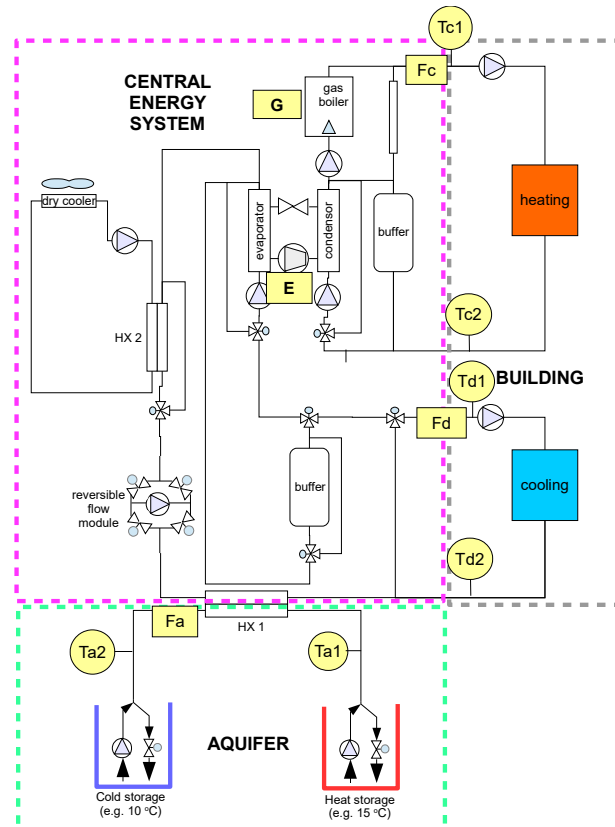 Tc1
CENTRAL
ENERGY
SYSTEM
Fc
G
gas
boiler
dry cooler
evaporator
condensor
buffer
heating
E
HX 2
Tc2
BUILDING
Td1
Fd
reversible
flow
module
buffer
cooling
Td2
Fa
HX 1
Ta2
Ta1
AQUIFER
Cold storage
(e.g. 10 °C)
Heat storage
(e.g. 15 °C)